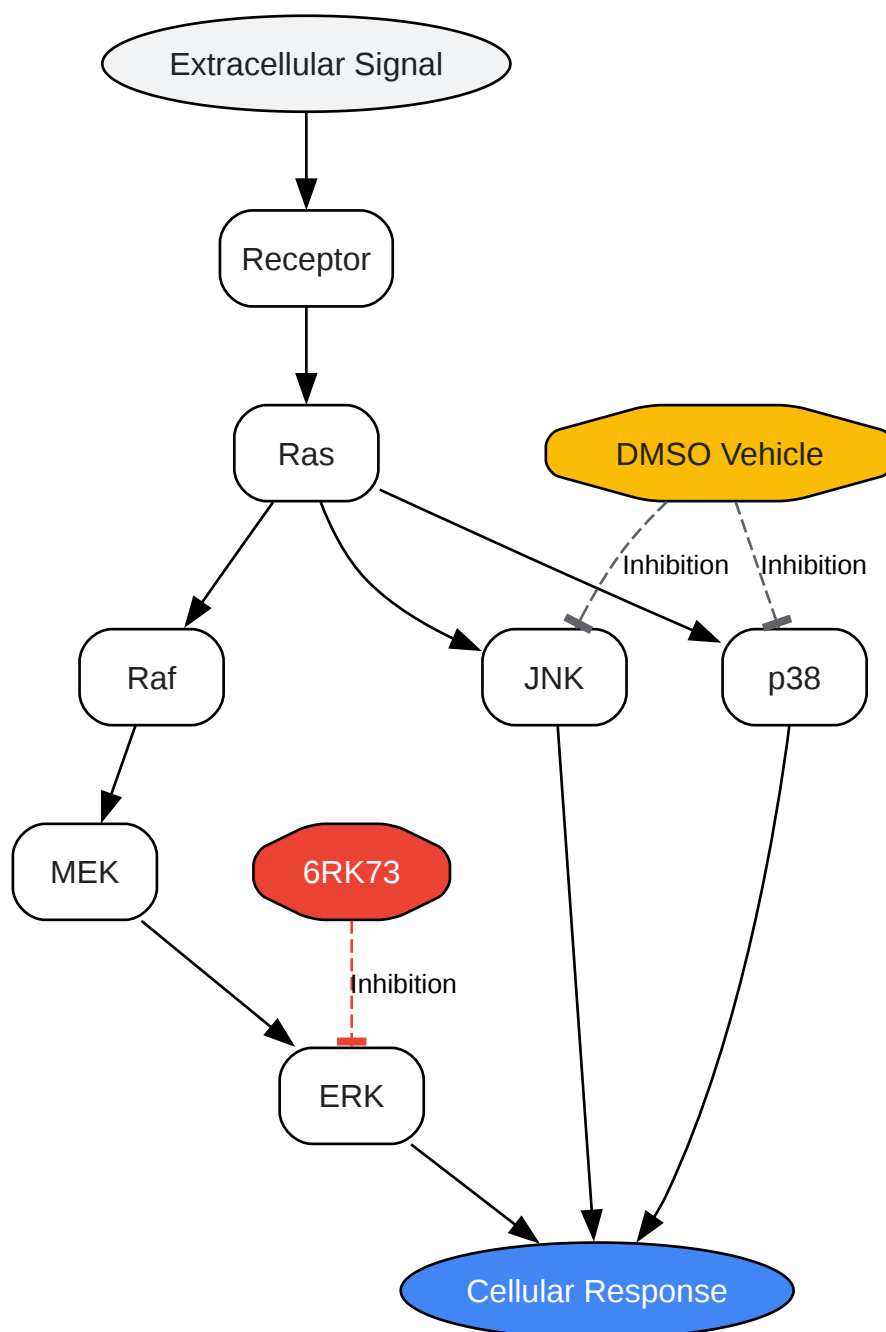 Extracellular Signal
Receptor
Ras
DMSO Vehicle
Inhibition
Inhibition
Raf
JNK
p38
MEK
6RK73
Inhibition
ERK
Cellular Response